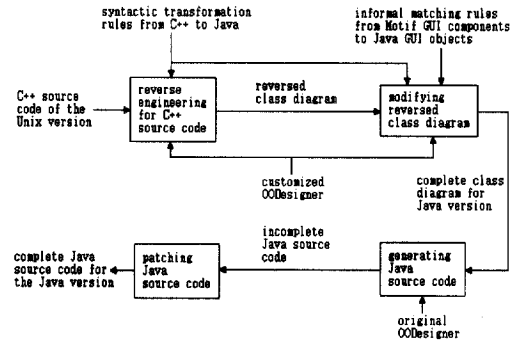 syntactic transformation
rules from C++ to Java
informal matching rules
from Motif GUI components
to Java GUI objects
C++ source
code of the
Unix version
reverse
engineering
for C++
source code
reversed
class diagram
modifying
reversed
class diagram
customized
OODesigner
complete class
diagram for
Java version
complete Java
source code for
the Java version
patching
Java
source code
incomplete
Java source
code
generating
Java
source code
original
OODesigner